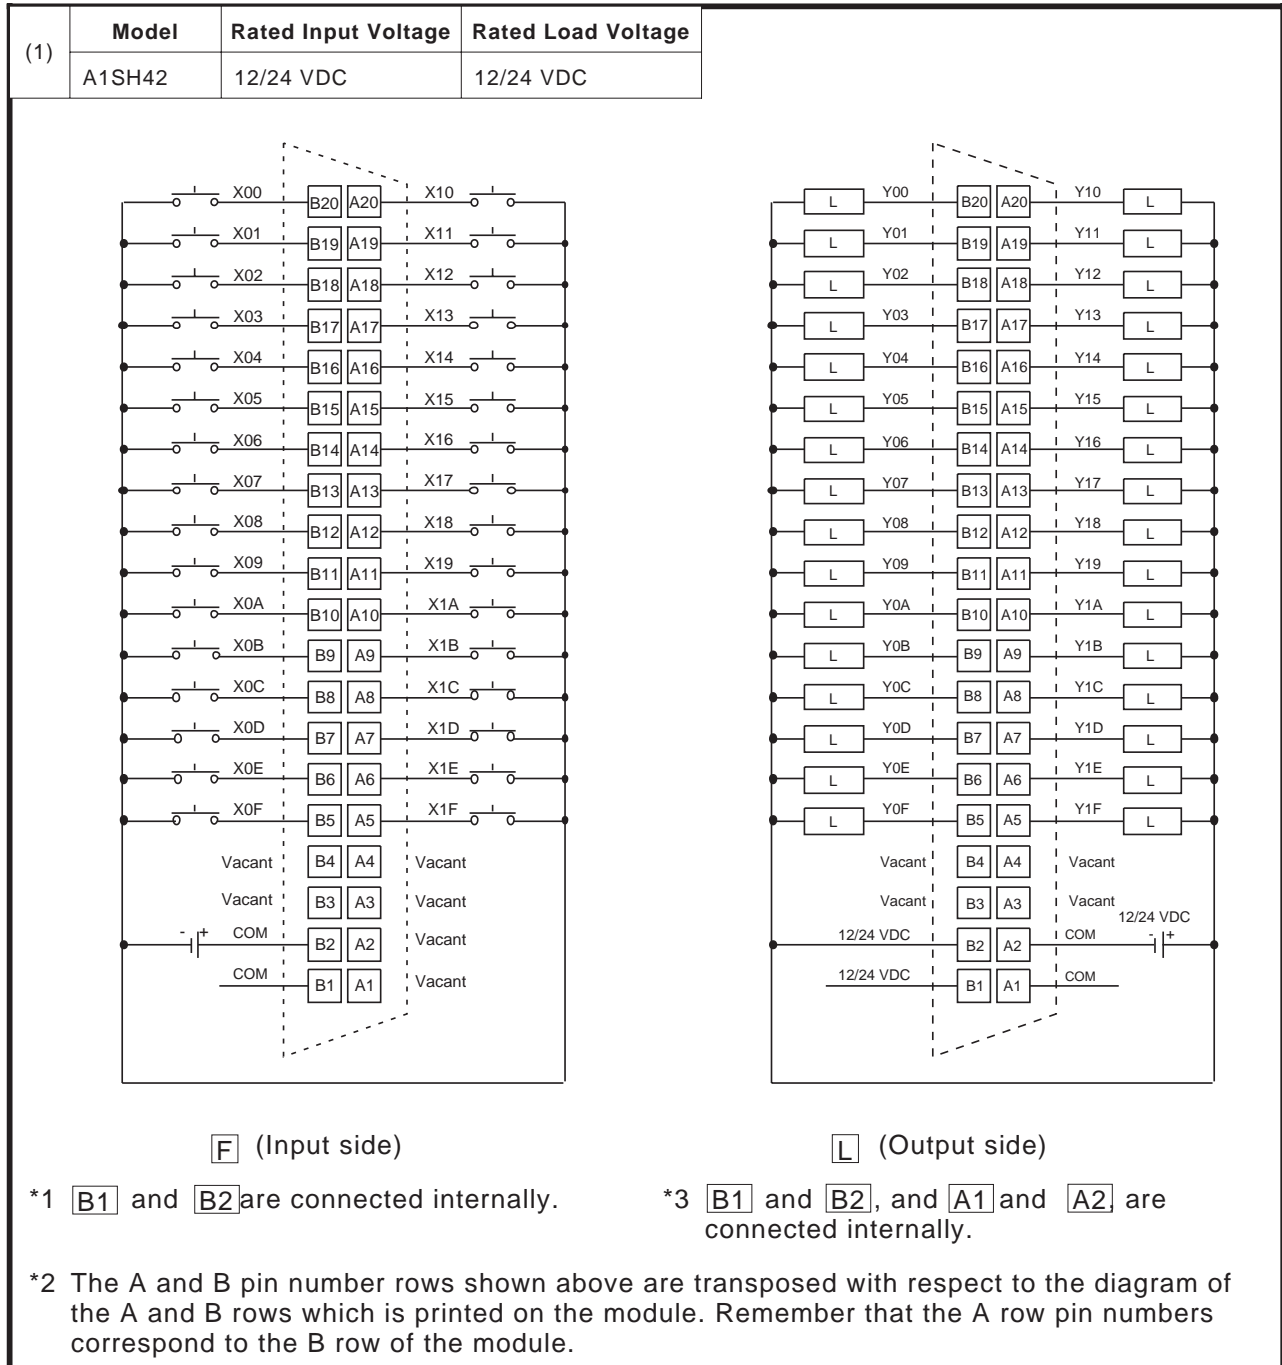 (1)
Model Rated Input Voltage Rated Load Voltage
A1SH42 12/24 VDC 12/24 VDC
X00 B20 A20 X10
X01 B19 A19 X11
X02 B18 A18 X12
X03 B17 A17 X13
X04 B16 A16 X14
X05 B15 A15 X15
X06 B14 A14 X16
X07 B13 A13 X17
X08 B12 A12 X18
X09 B11 A11 X19
X0A B10 A10 X1A
X0B B9 A9 X1B
X0C B8 A8 X1C
X0D B7 A7 X1D
X0E B6 A6 X1E
X0F B5 A5 X1F
Vacant B4 A4 Vacant
Vacant B3 A3 Vacant
- + COM B2 A2 Vacant
COM B1 A1 Vacant
F (Input side)
L Y00 B20 A20 Y10 L
L Y01 B19 A19 Y11 L
L Y02 B18 A18 Y12 L
L Y03 B17 A17 Y13 L
L Y04 B16 A16 Y14 L
L Y05 B15 A15 Y15 L
L Y06 B14 A14 Y16 L
L Y07 B13 A13 Y17 L
L Y08 B12 A12 Y18 L
L Y09 B11 A11 Y19 L
L Y0A B10 A10 Y1A L
L Y0B B9 A9 Y1B L
L Y0C B8 A8 Y1C L
L Y0D B7 A7 Y1D L
L Y0E B6 A6 Y1E L
L Y0F B5 A5 Y1F L
Vacant B4 A4 Vacant
Vacant B3 A3 Vacant
12/24 VDC
12/24 VDC B2 A2 COM - +
12/24 VDC B1 A1 COM
L (Output side)
*1 B1 and B2 are connected internally.
*3 B1 and B2, and A1 and A2, are
connected internally.
*2 The A and B pin number rows shown above are transposed with respect to the diagram of
the A and B rows which is printed on the module. Remember that the A row pin numbers
correspond to the B row of the module.